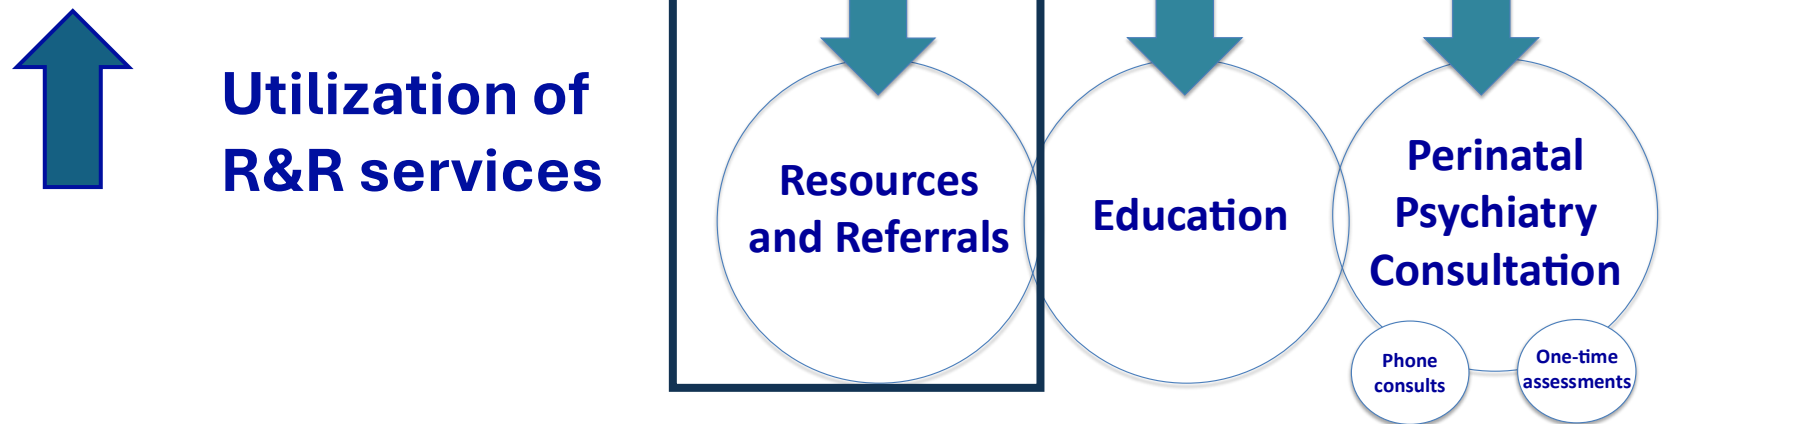 Utilization of
R&R services
Resources
and Referrals
Education
Perinatal
Psychiatry
Consultation
Phone
consults
One-time
assessments